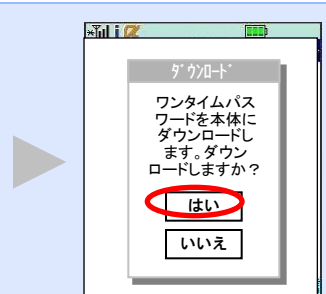 ﾀﾞｳﾝﾛｰﾄﾞ
ワンタイムパス
ワードを本体に
ダウンロードし
ます。ダウン
ロードしますか？
はい
いいえ